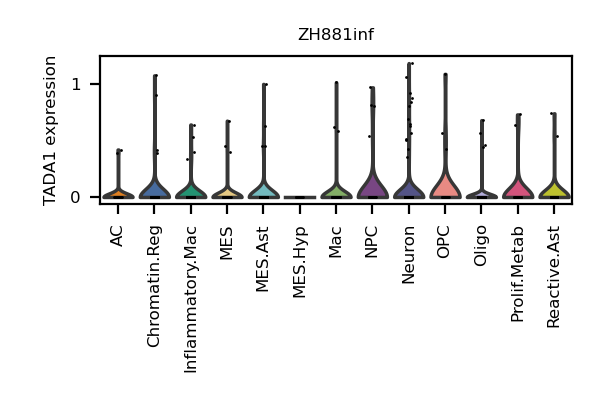 ZH881inf
TADA1 expression
1
0
AC
Chromatin.Reg
Inflammatory.Mac
MES
MES.Ast
MES.Hyp
Mac
NPC
Neuron
OPC
Oligo
Prolif.Metab
Reactive.Ast